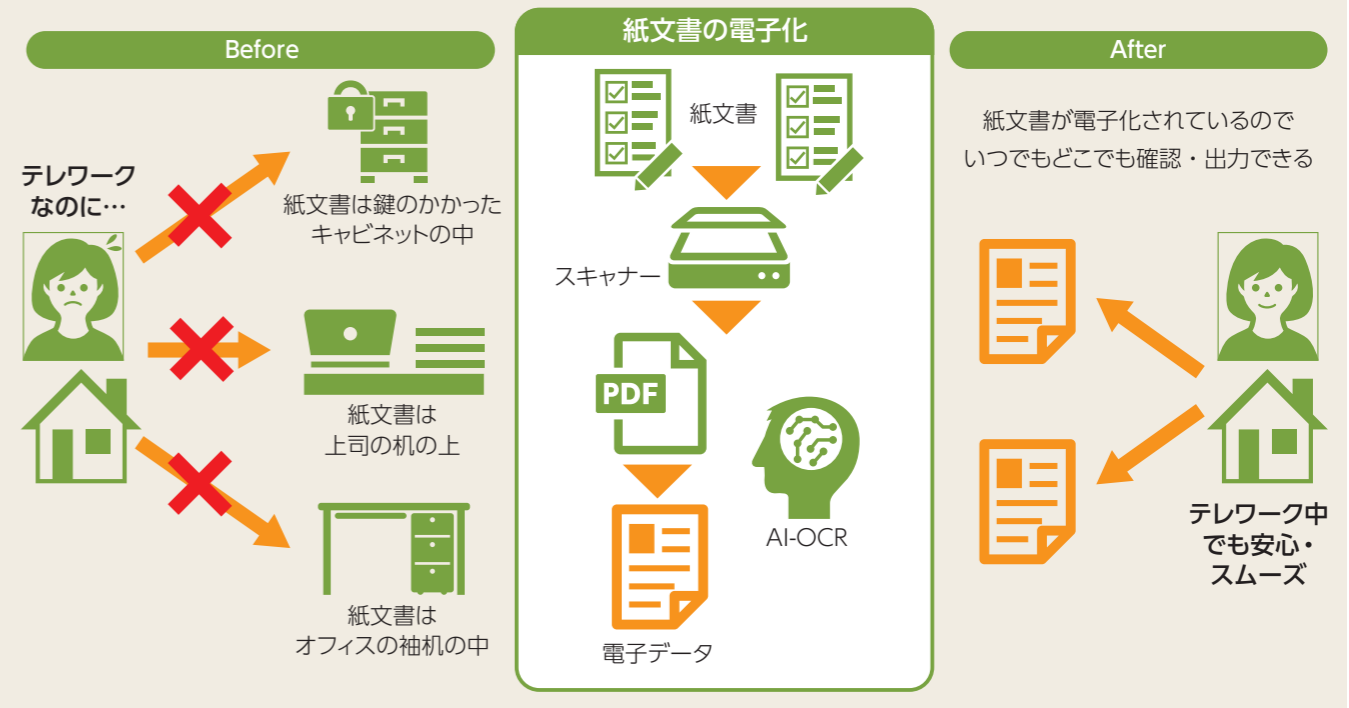 Before
テレワーク
なのに…
紙文書は鍵のかかった
キャビネットの中
紙文書は
上司の机の上
紙文書は
オフィスの袖机の中
紙文書の電子化
紙文書
スキャナー
PDF
AI-OCR
電子データ
After
紙文書が電子化されているので
いつでもどこでも確認・出力できる
テレワーク中
でも安心・
スムーズ